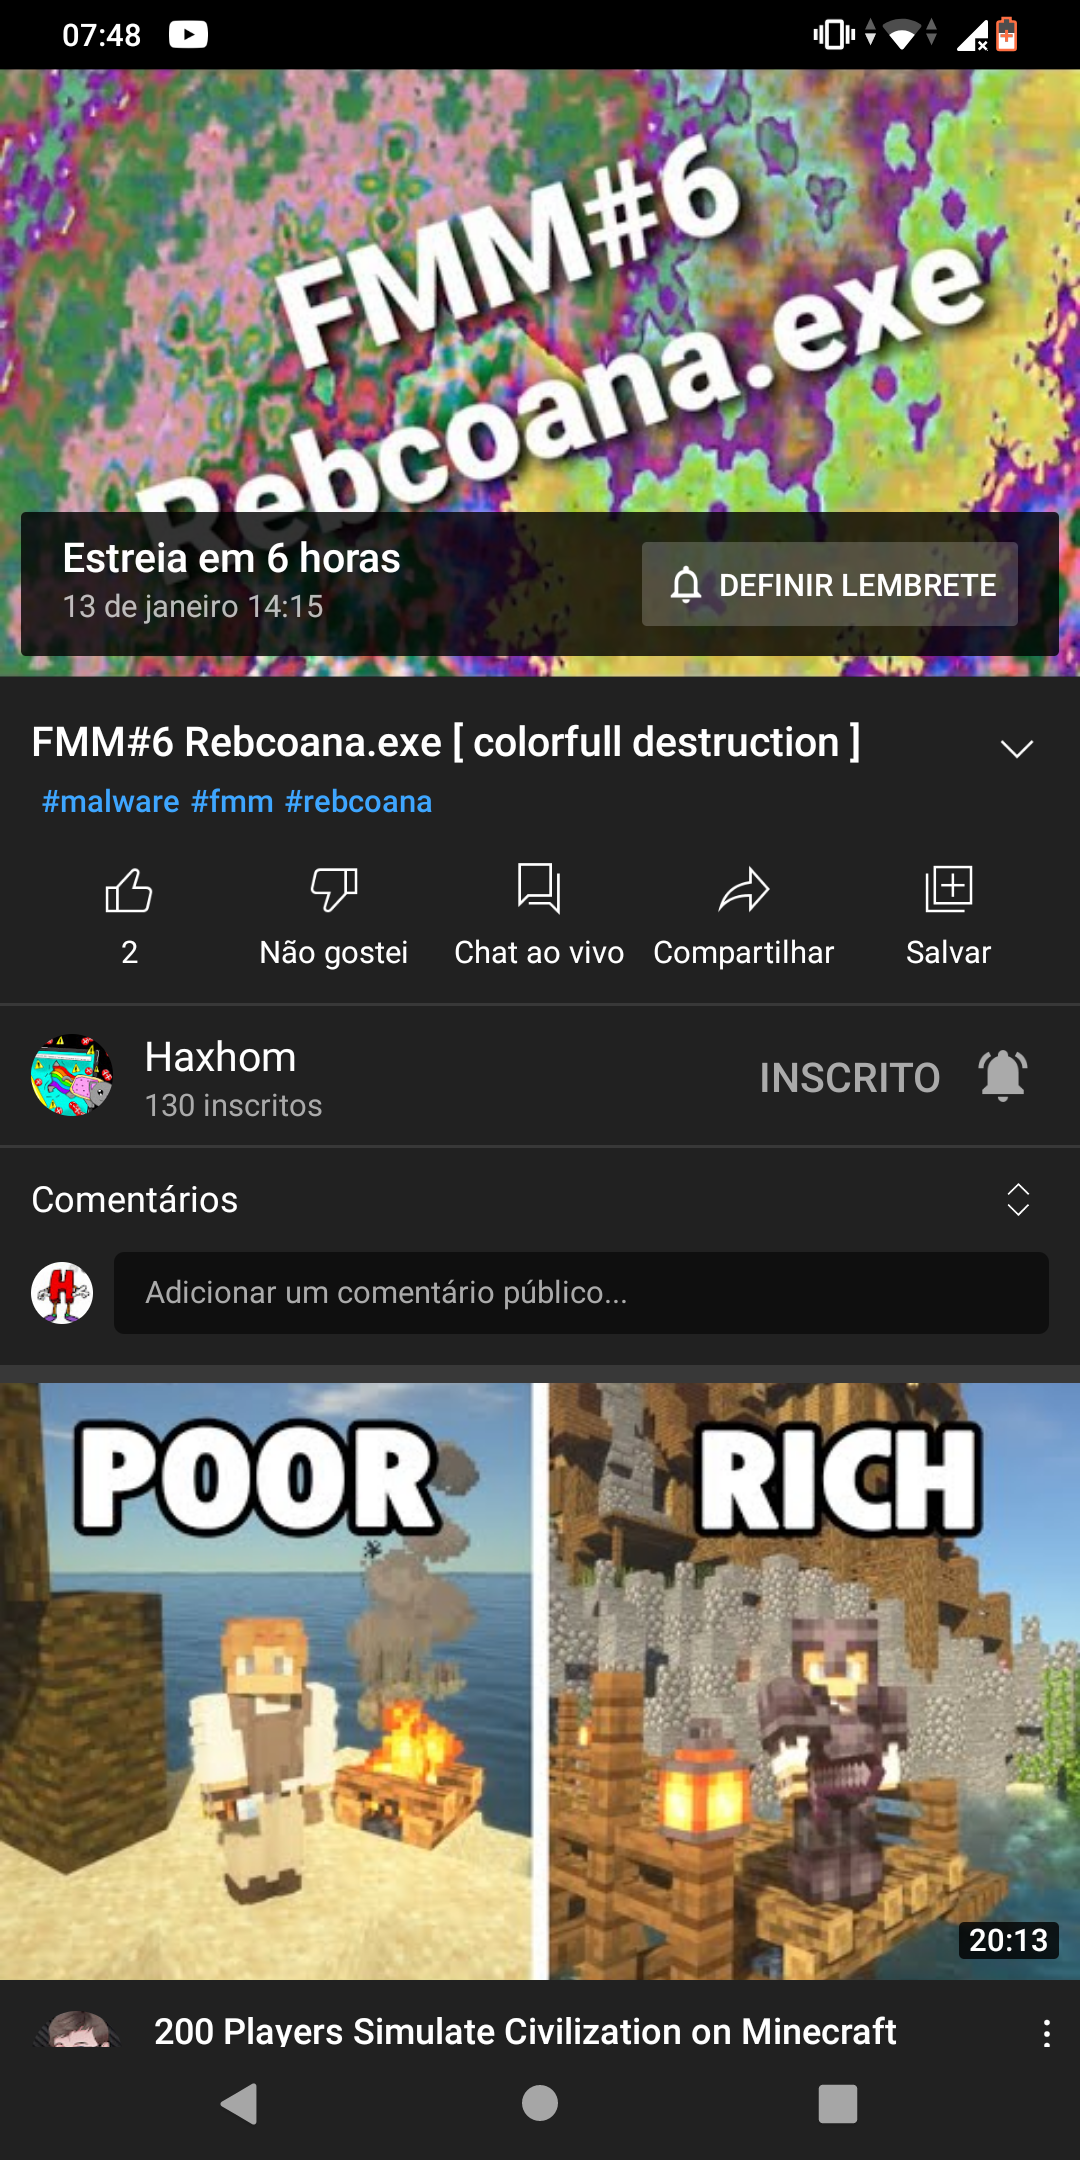 07:48
FMM#6
Rebcoana.exe
Estreia em 6 horas
13 de janeiro 14:15
DEFINIR LEMBRETE
FMM#6 Rebcoana.exe [ colorfull destruction ]
#malware #fmm #rebcoana
2
Não gostei
Chat ao vivo
Compartilhar
Salvar
Haxhom
130 inscritos
INSCRITO
Comentários
H
Adicionar um comentário público...
POOR
RICH
20:13
200 Players Simulate Civilization on Minecraft